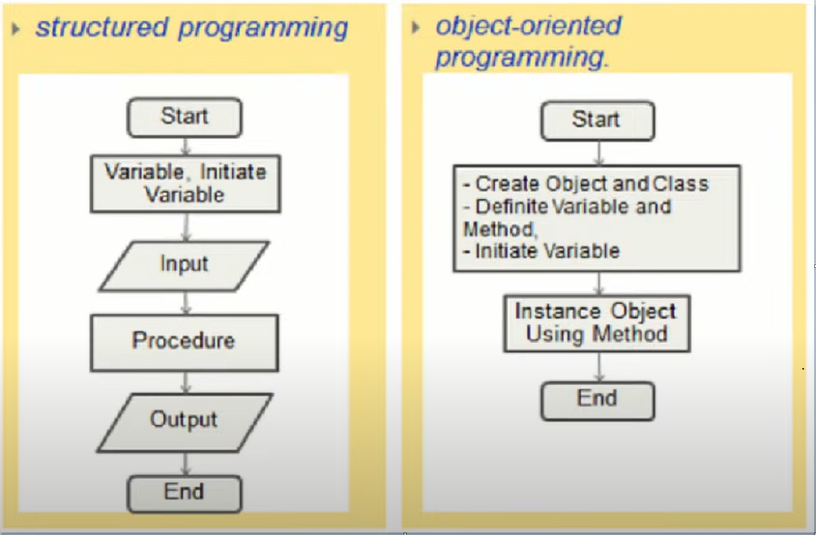 structured programming
Start
Variable, Initiate
Variable
Input
Procedure
Output
End
object-oriented
programming.
Start
- Create Object and Class
- Definite Variable and
Method,
- Initiate Variable
Instance Object
Using Method
End